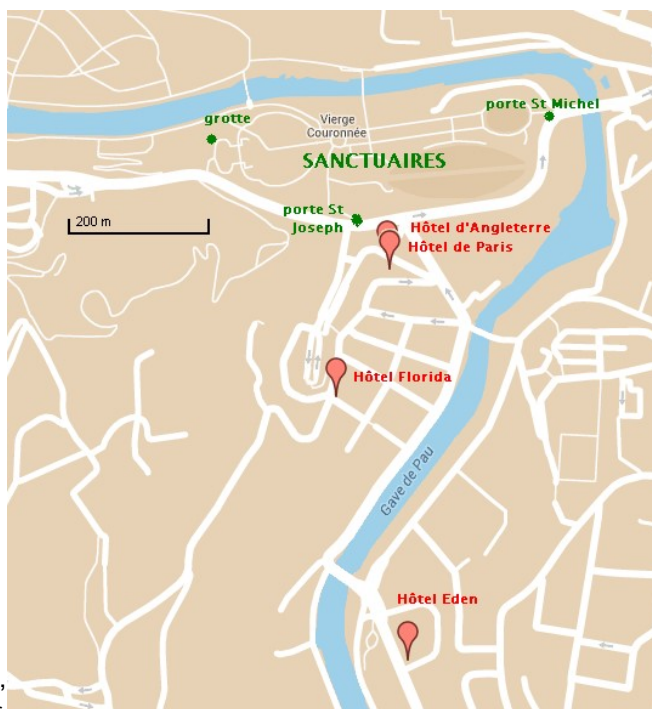 porte St Michel
grotte
Vierge
Couronnée
SANCTUAIRES
porte St
Joseph
200 m
Hôtel d'Angleterre
Hôtel de Paris
Hôtel Florida
Gave de Pau
Hôtel Eden
,